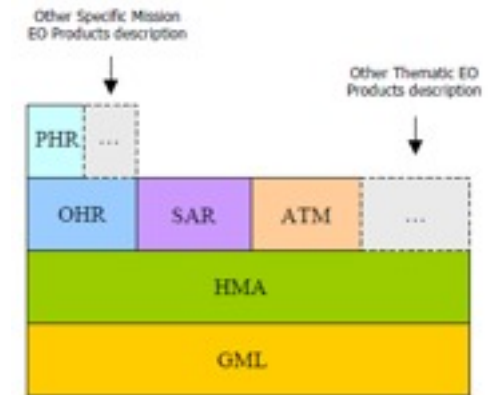 Other Specific Mission
EO Products description
Other Thematic EO
Products description
PHR ...
OHR SAR ATM ...
HMA
GML